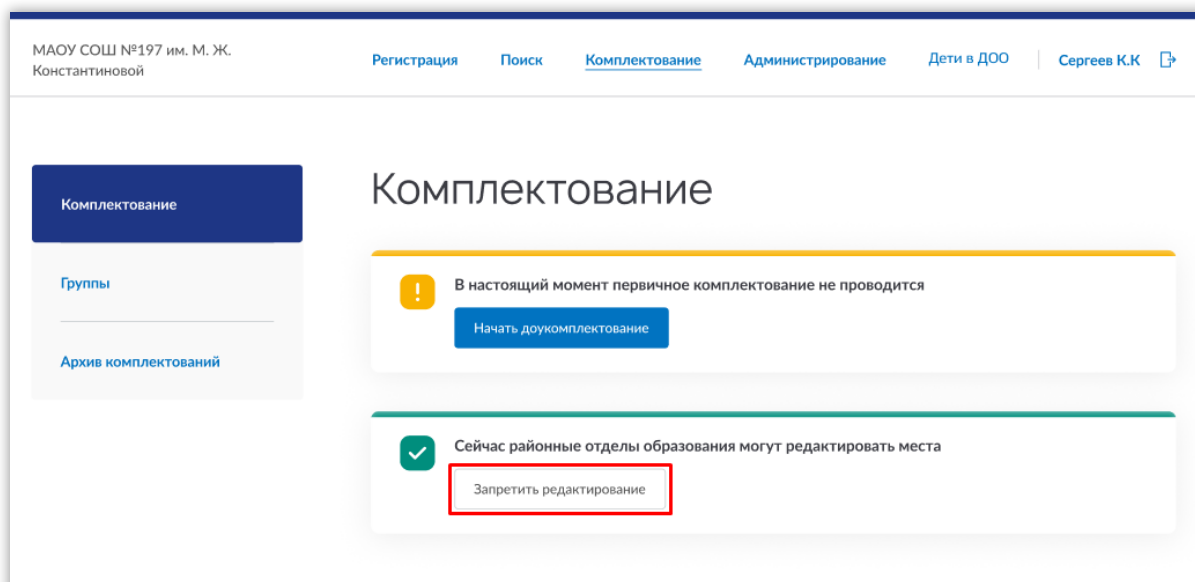 МАОУ СОШ №197 им. М. Ж.
Константиновой
Регистрация Поиск Комплектование Администрирование Дети в ДОО Сергеев К.К
Комплектование
Группы
Архив комплектований
Комплектование
В настоящий момент первичное комплектование не проводится
Начать доукомплектование
Сейчас районные отделы образования могут редактировать места
Запретить редактирование